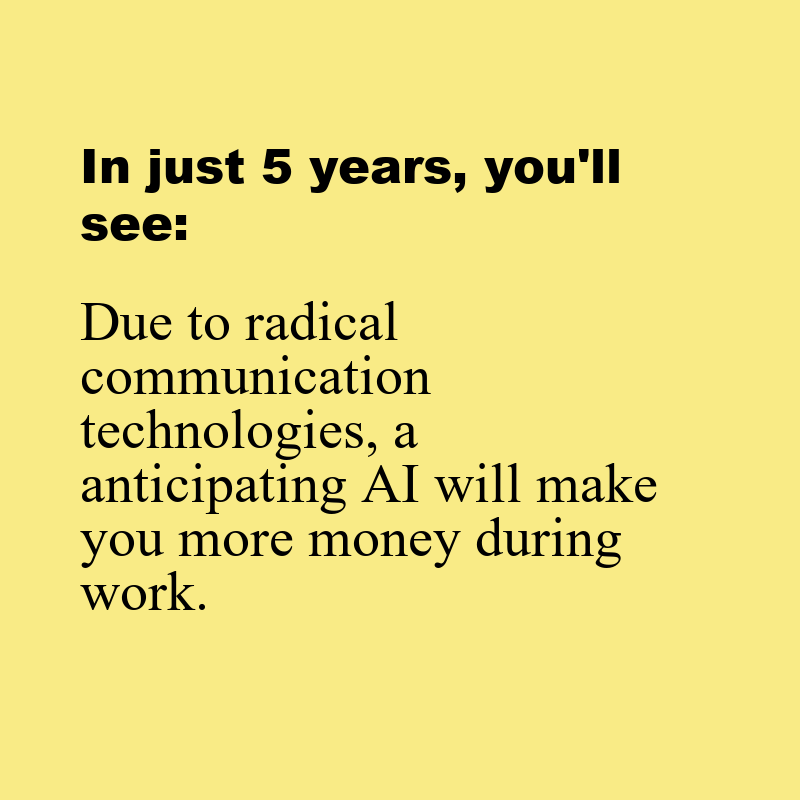 In just 5 years, you'll
see:
Due to radical
communication
technologies, a
anticipating AI will make
you more money during
work.